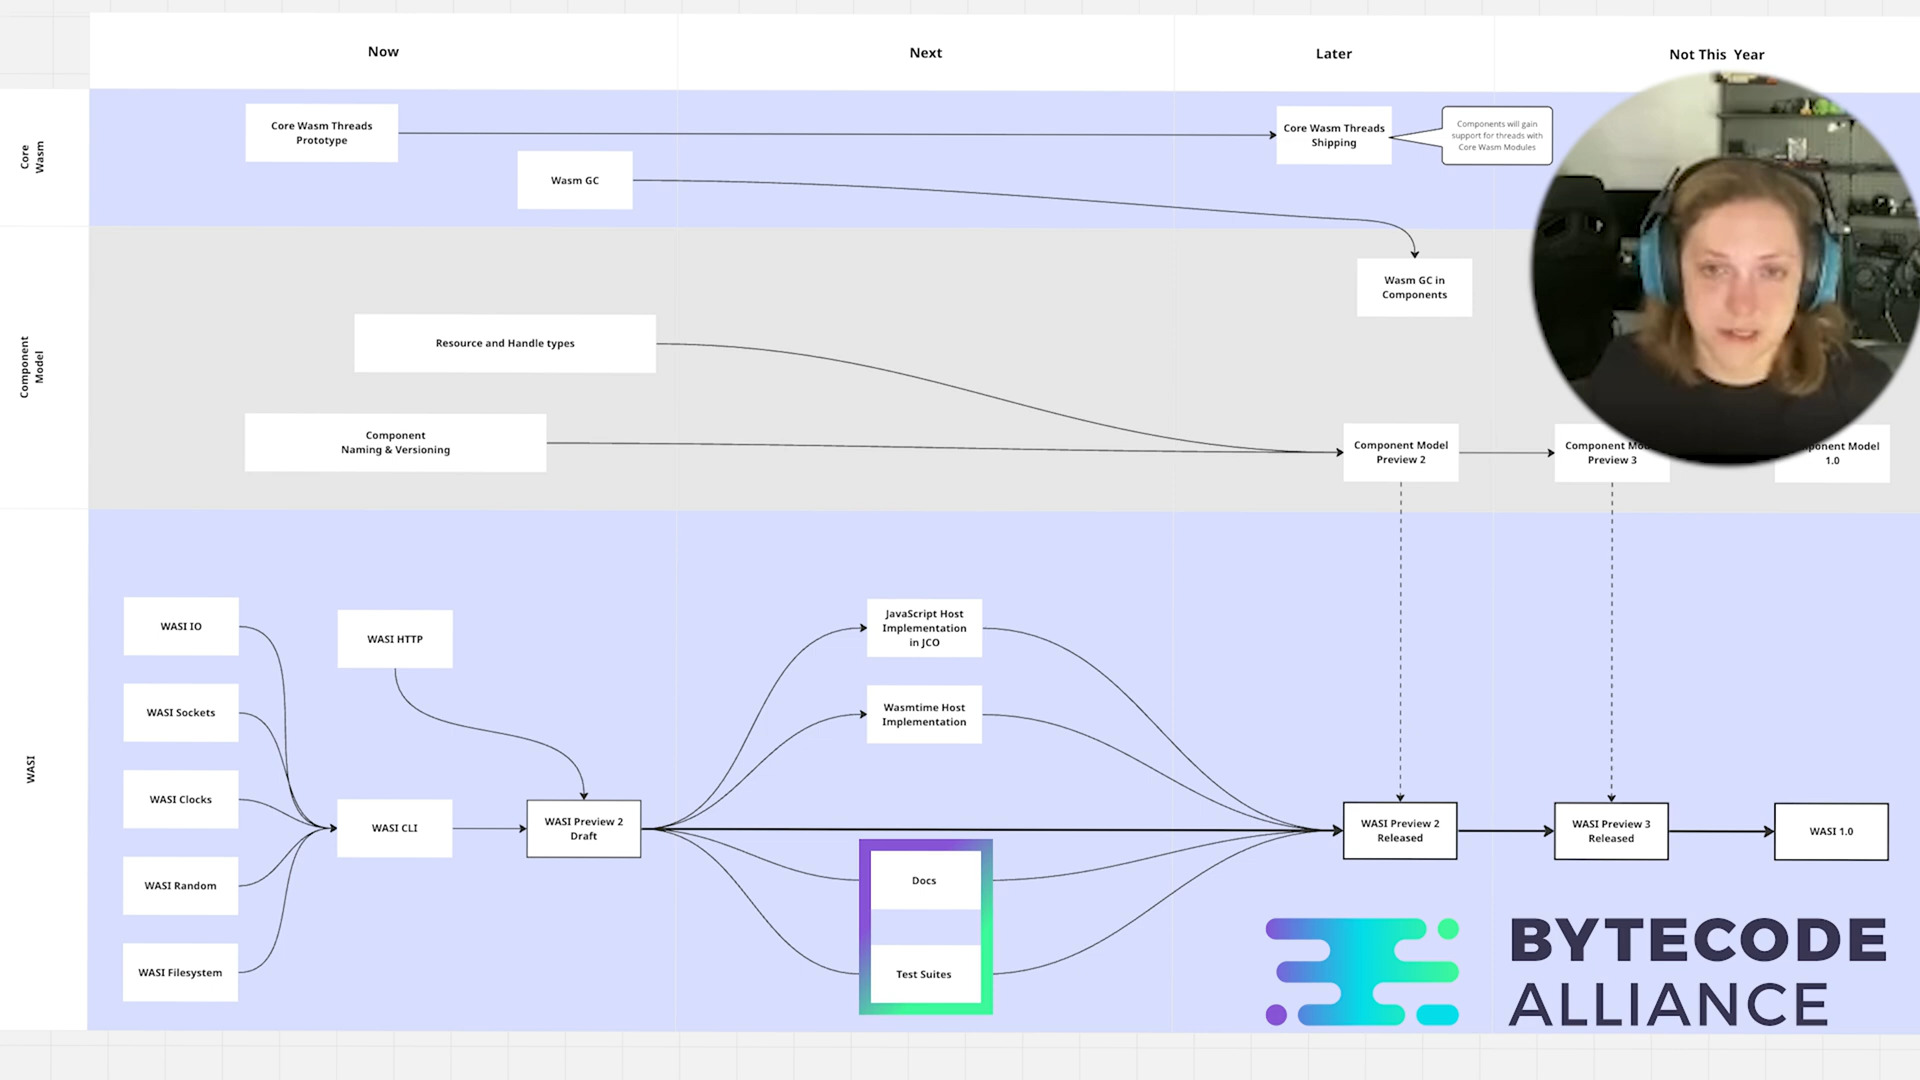 Now
Next
Later
Not This Year
Core
Wasm
Core Wasm Threads
Prototype
Core Wasm Threads
Shipping
Components will gain
support for threads with
Core Wasm Modules
Wasm GC
Wasm GC in
Components
Component
Model
Resource and Handle types
Component
Naming & Versioning
Component Model
Preview 2
Component
Preview 3
Model
1.0
WASI
WASI IO
WASI HTTP
JavaScript Host
Implementation
in JCO
WASI Sockets
Wasmtime Host
Implementation
WASI Clocks
WASI CLI
WASI Preview 2
Draft
WASI Preview 2
Released
WASI Preview 3
Released
WASI 1.0
WASI Random
Docs
WASI Filesystem
Test Suites
BYTECODE
ALLIANCE